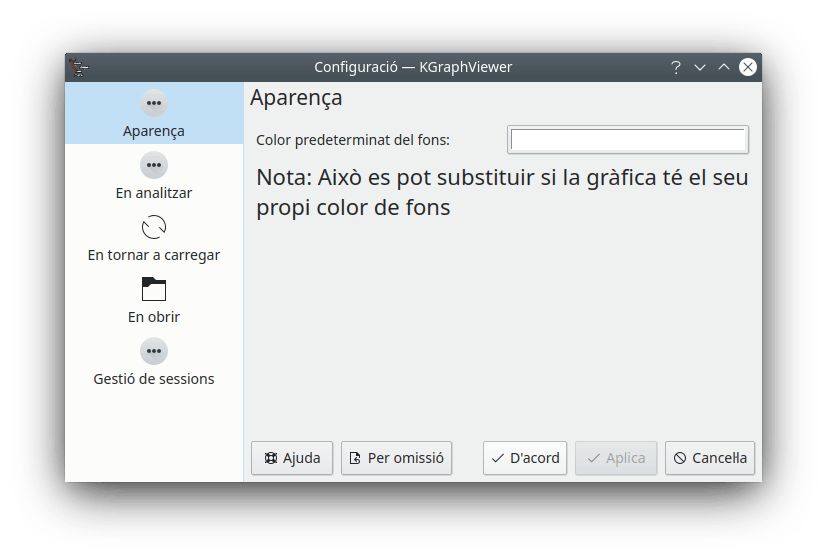 Configuració — KGraphViewer
Aparença
En analitzar
En tornar a carregar
En obrir
Gestió de sessions
Aparença
Color predeterminat del fons:
Nota: Això es pot substituir si la gràfica té el seu
propi color de fons
Ajuda
Per omissió
D'acord
Aplica
Cancel·la